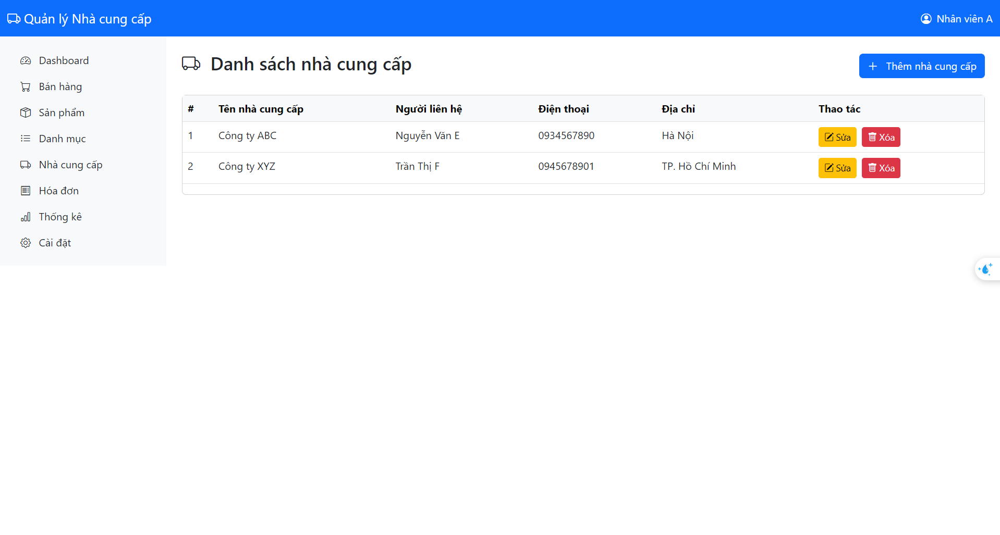 Quản lý Nhà cung cấp
Nhân viên A
Dashboard
Bán hàng
Sản phẩm
Danh mục
Nhà cung cấp
Hóa đơn
Thống kê
Cài đặt
Danh sách nhà cung cấp
+ Thêm nhà cung cấp
# Tên nhà cung cấp Người liên hệ Điện thoại Địa chỉ Thao tác
1 Công ty ABC Nguyễn Văn E 0934567890 Hà Nội Sửa Xóa
2 Công ty XYZ Trần Thị F 0945678901 TP. Hồ Chí Minh Sửa Xóa